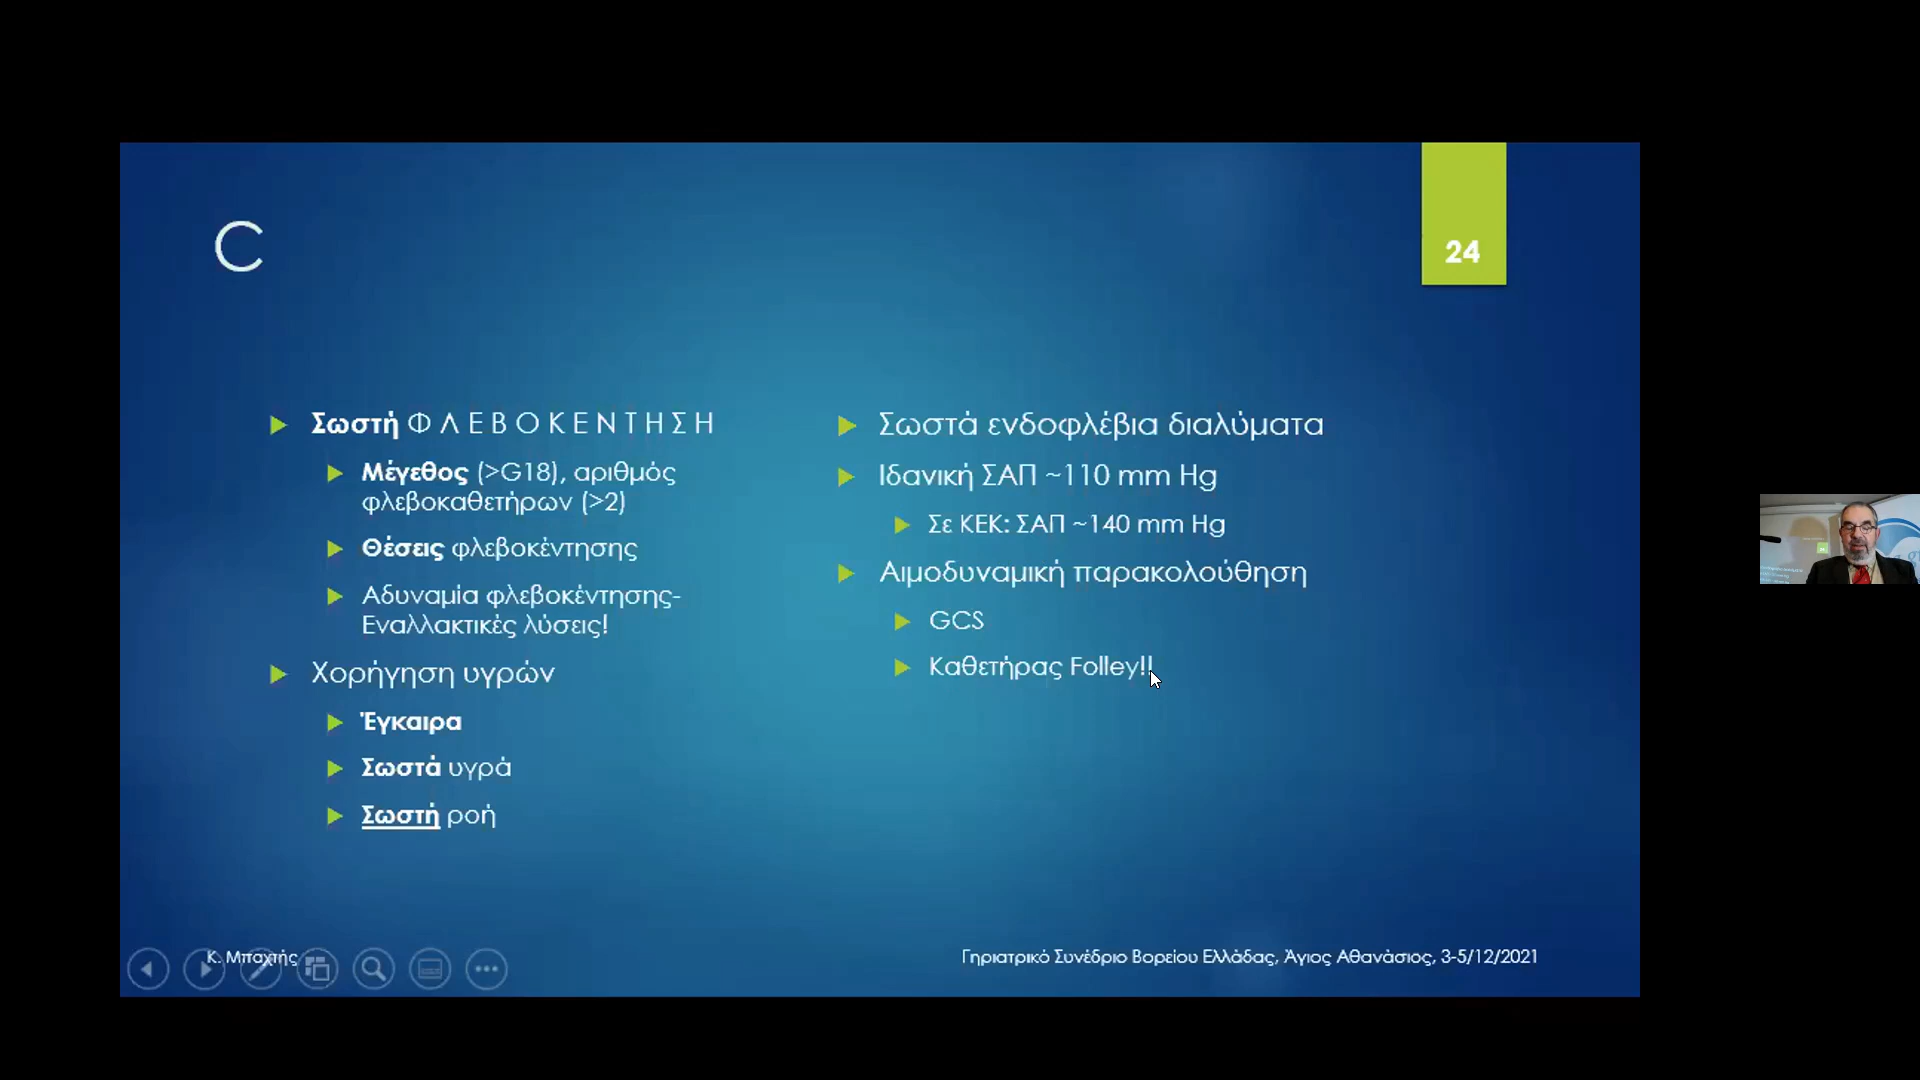 C
24
Σωστή Φ Λ Ε Β Ο Κ Ε Ν Τ Η Σ Η
Μέγεθος (>G18), αριθμός
φλεβοκαθετήρων (>2)
Θέσεις φλεβοκέντησης
Αδυναμία φλεβοκέντησης-
Εναλλακτικές λύσεις!
Χορήγηση υγρών
Έγκαιρα
Σωστά υγρά
Σωστή ροή
Σωστά ενδοφλέβια διαλύματα
Ιδανική ΣΑΠ ~110 mm Hg
Σε ΚΕΚ: ΣΑΠ ~140 mm Hg
Αιμοδυναμική παρακολούθηση
GCS
Καθετήρας Folley!!
Κ. Μπαχτής
Γηριατρικό Συνέδριο Βορείου Ελλάδας, Άγιος Αθανάσιος, 3-5/12/2021